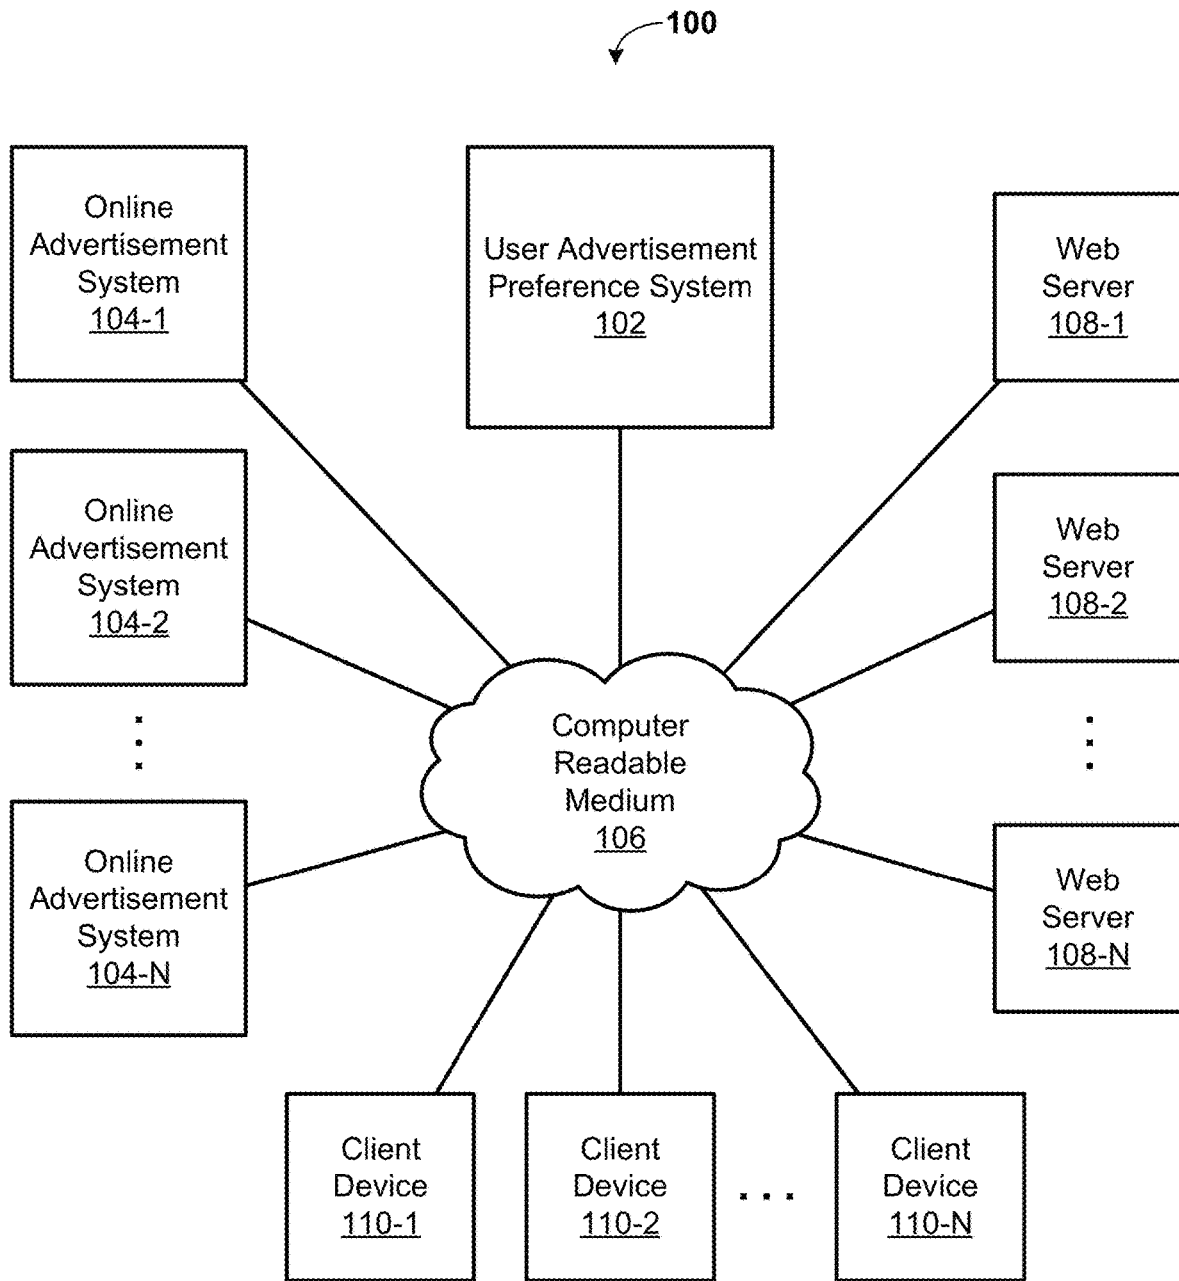 100
Online
Advertisement
System
104-1
User Advertisement
Preference System
102
Web
Server
108-1
Online
Advertisement
System
104-2
Web
Server
108-2
Computer
Readable
Medium
106
Online
Advertisement
System
104-N
Web
Server
108-N
Client
Device
110-1
Client
Device
110-2
...
Client
Device
110-N